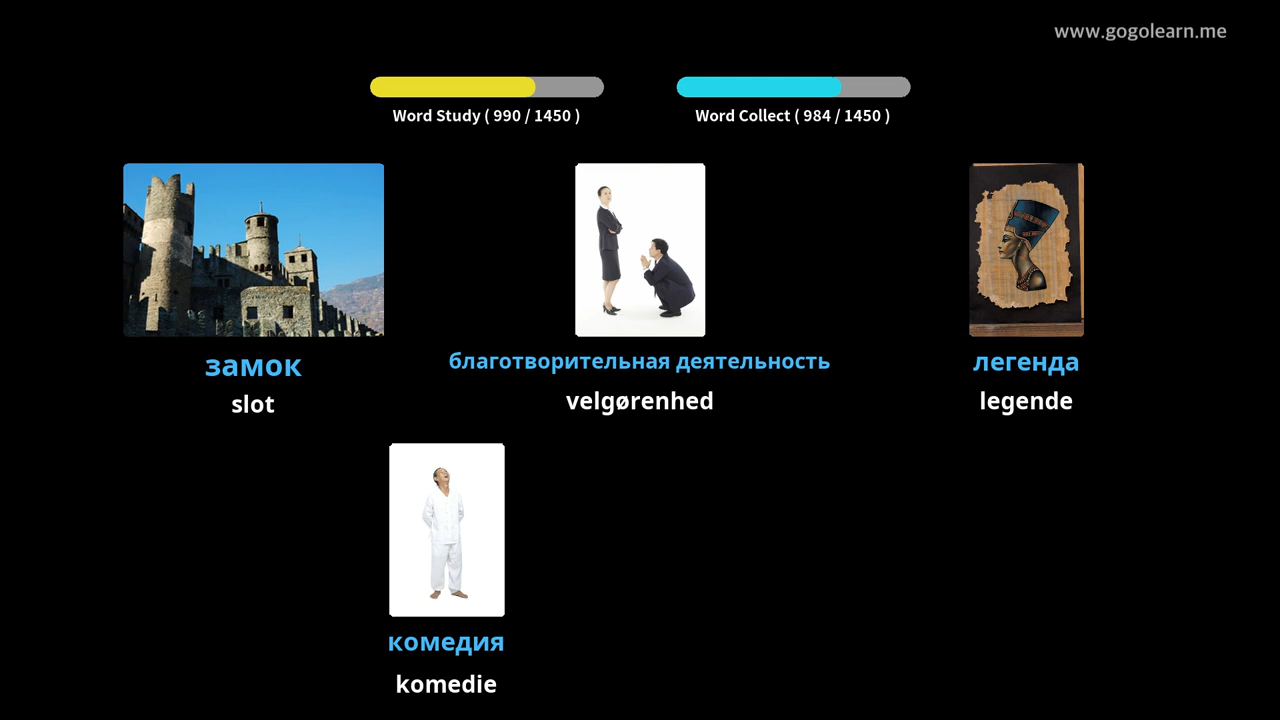 www.gogolearn.me
Word Study ( 990 / 1450 )
Word Collect ( 984 / 1450 )
замок
slot
благотворительная деятельность
velgørenhed
легенда
legende
комедия
komedie